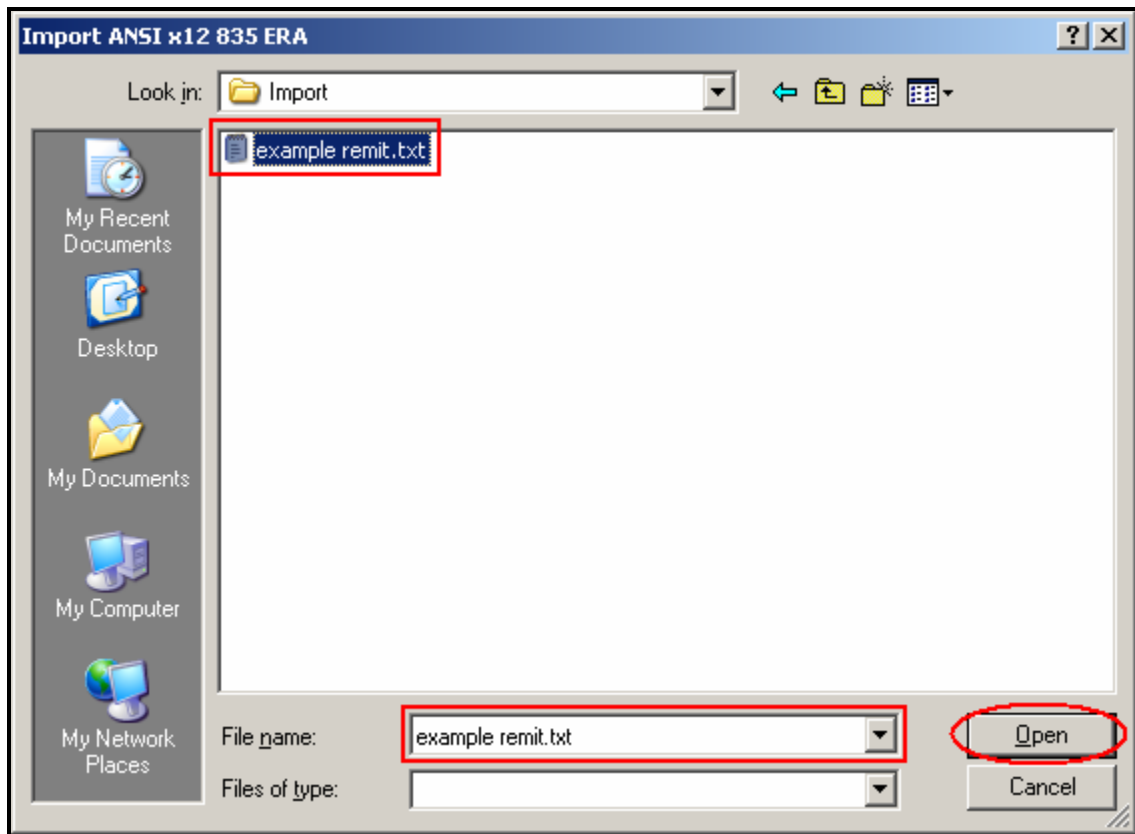 Import ANSI x12 835 ERA
Look in:
Import
example remit.txt
My Recent
Documents
Desktop
My Documents
My Computer
My Network
Places
File name:
example remit.txt
Open
Files of type:
Cancel